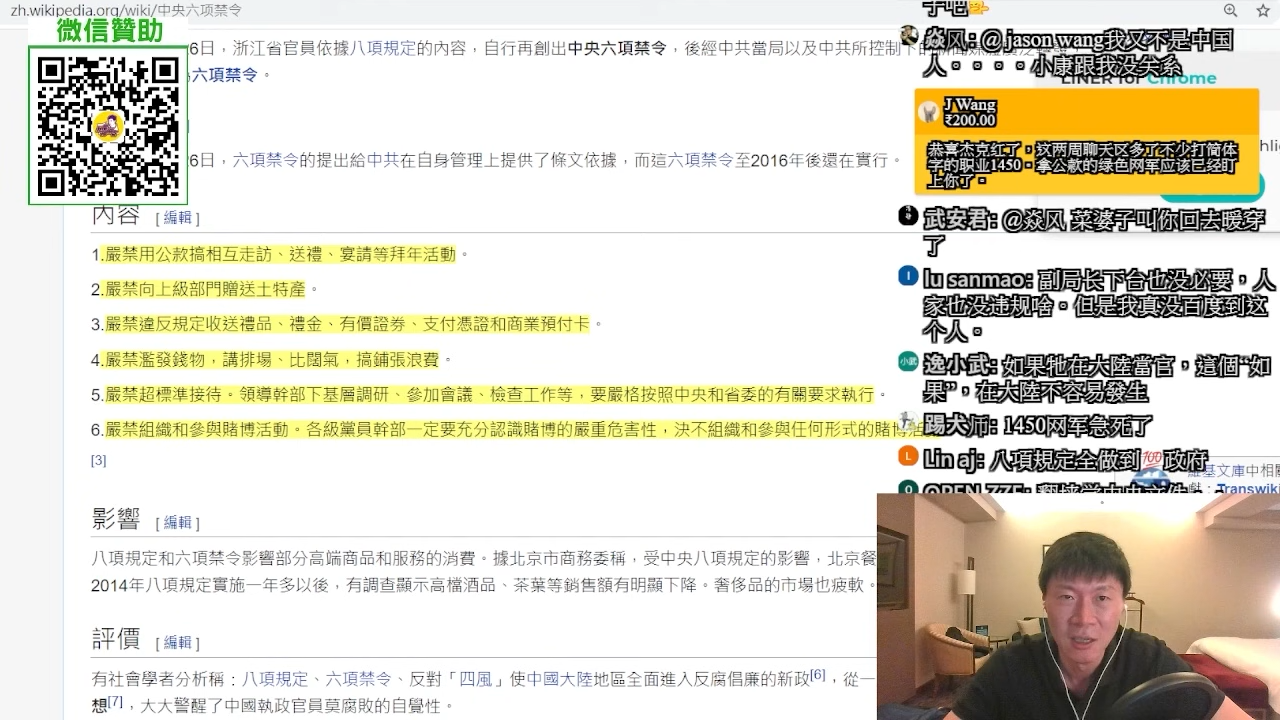 zh.wikipedia.org/wiki/中央六項禁令
微信贊助
6日，浙江省官員依據八項規定的內容，自行再創出中央六項禁令，後經中共當局以及中共所控制下的
六項禁令。
6日，六項禁令的提出給中共在自身管理上提供了條文依據，而這六項禁令至2016年後還在實行。
內容 [編輯]
1.嚴禁用公款搞相互走訪、送禮、宴請等拜年活動。
2.嚴禁向上級部門贈送土特產。
3.嚴禁違反規定收送禮品、禮金、有價證券、支付憑證和商業預付卡。
4.嚴禁濫發錢物，講排場、比闊氣，搞鋪張浪費。
5.嚴禁超標準接待。領導幹部下基層調研、參加會議、檢查工作等，要嚴格按照中央和省委的有關要求執行。
6.嚴禁組織和參與賭博活動。各級黨員幹部一定要充分認識賭博的嚴重危害性，決不組織和參與任何形式的賭博活
[3]
影響 [編輯]
八項規定和六項禁令影響部分高端商品和服務的消費。據北京市商務委稱，受中央八項規定的影響，北京餐
2014年八項規定實施一年多以後，有調查顯示高檔酒品、茶葉等銷售額有明顯下降。奢侈品的市場也疲軟。
評價 [編輯]
有社會學者分析稱：八項規定、六項禁令、反對「四風」使中國大陸地區全面進入反腐倡廉的新政[6]，從一
想[7]，大大警醒了中國執政官員莫腐敗的自覺性。
子吧
焱风: @jason wang我又不是中国
人。。。。小康跟我没关系
LINER for Chrome
J Wang
₹200.00
恭喜杰克红了，这两周聊天区多了不少打简体
字的职业1450。拿公款的绿色网军应该已经盯
上你了。
武安君: @焱风 菜婆子叫你回去暖穿
了
lu sanmao: 副局长下台也没必要，人
家也没违规啥。但是我真没百度到这
个人。
逸小武: 如果牠在大陸當官，這個“如
果”，在大陸不容易發生
踢犬师: 1450网军急死了
Lin aj: 八項規定全做到💯政府
維基文庫中相關
Transwiki